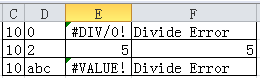 C D E F
10 0 #DIV/0! Divide Error
10 2 5 5
10 abc #VALUE! Divide Error